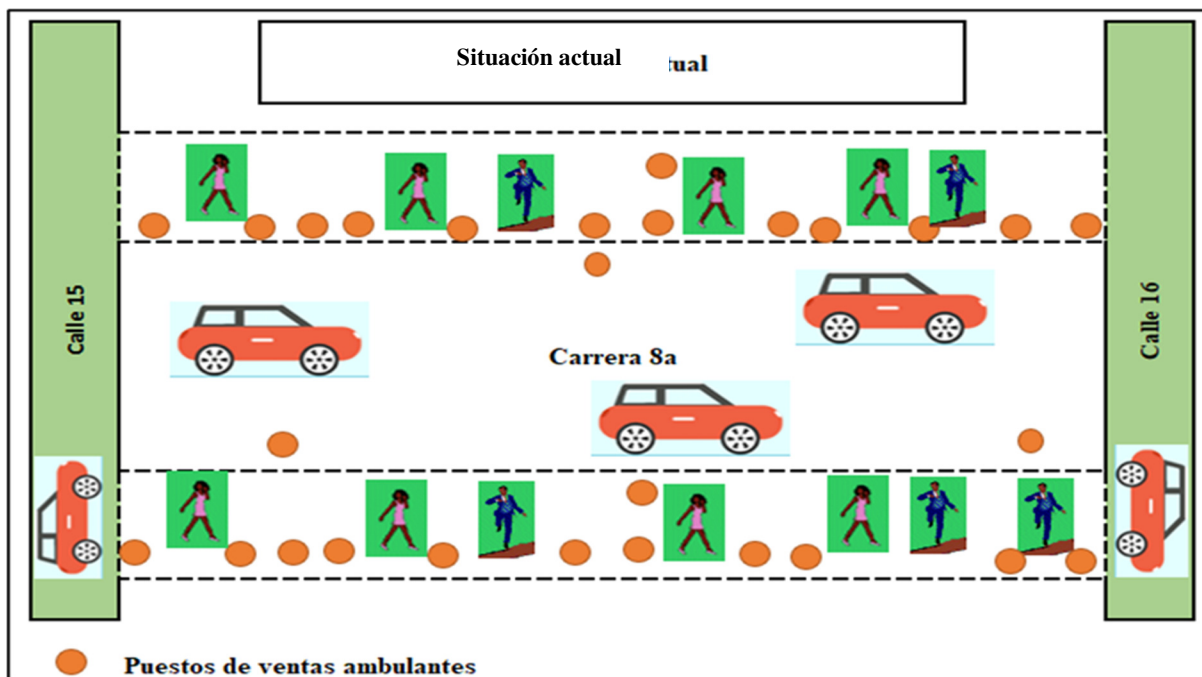 Situación actual tual
Calle 15
Carrera 8a
Calle 16
Puestos de ventas ambulantes